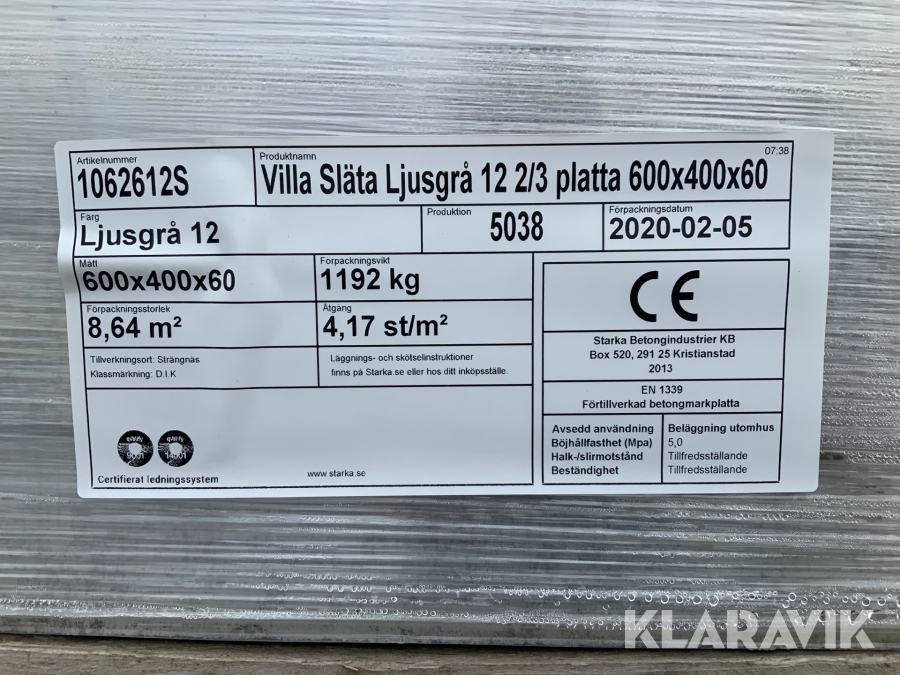 Artikelnummer
1062612S
Produktnamn
07:38
Villa Släta Ljusgrå 12 2/3 platta 600x400x60
Färg
Ljusgrå 12
Produktion
5038
Förpackningsdatum
2020-02-05
Mått
600x400x60
Förpackningsvikt
1192 kg
Förpackningsstorlek
8,64 m²
Åtgång
4,17 st/m²
Tillverkningsort: Strängnäs
Klassmärkning: D.I.K
Läggnings- och skötselinstruktioner
finns på Starka.se eller hos ditt inköpsställe.
CE
Starka Betongindustrier KB
Box 520, 291 25 Kristianstad
2013
EN 1339
Förtillverkad betongmarkplatta
Avsedd användning Beläggning utomhus
Böjhållfasthet (Mpa) 5,0
Halk-/slirmotstånd Tillfredsställande
Beständighet Tillfredsställande
quality
9001
quality
14001
Certifierat ledningssystem
www.starka.se
KLARAVIK